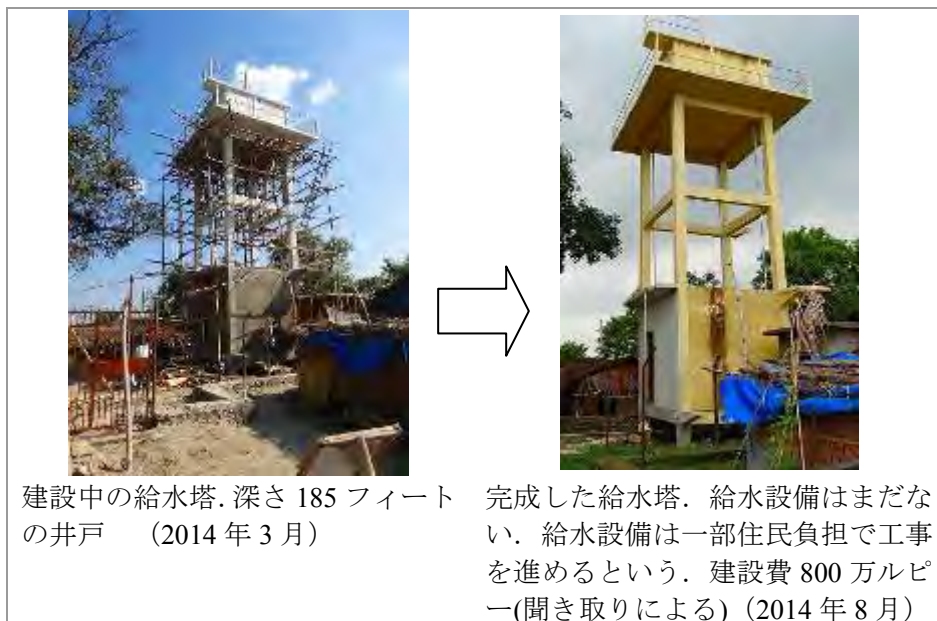 建設中の給水塔．深さ 185 フィート
の井戸　（2014 年 3 月）
完成した給水塔．給水設備はまだな
い．給水設備は一部住民負担で工事
を進めるという．建設費 800 万ルピ
ー(聞き取りによる)（2014 年 8 月）